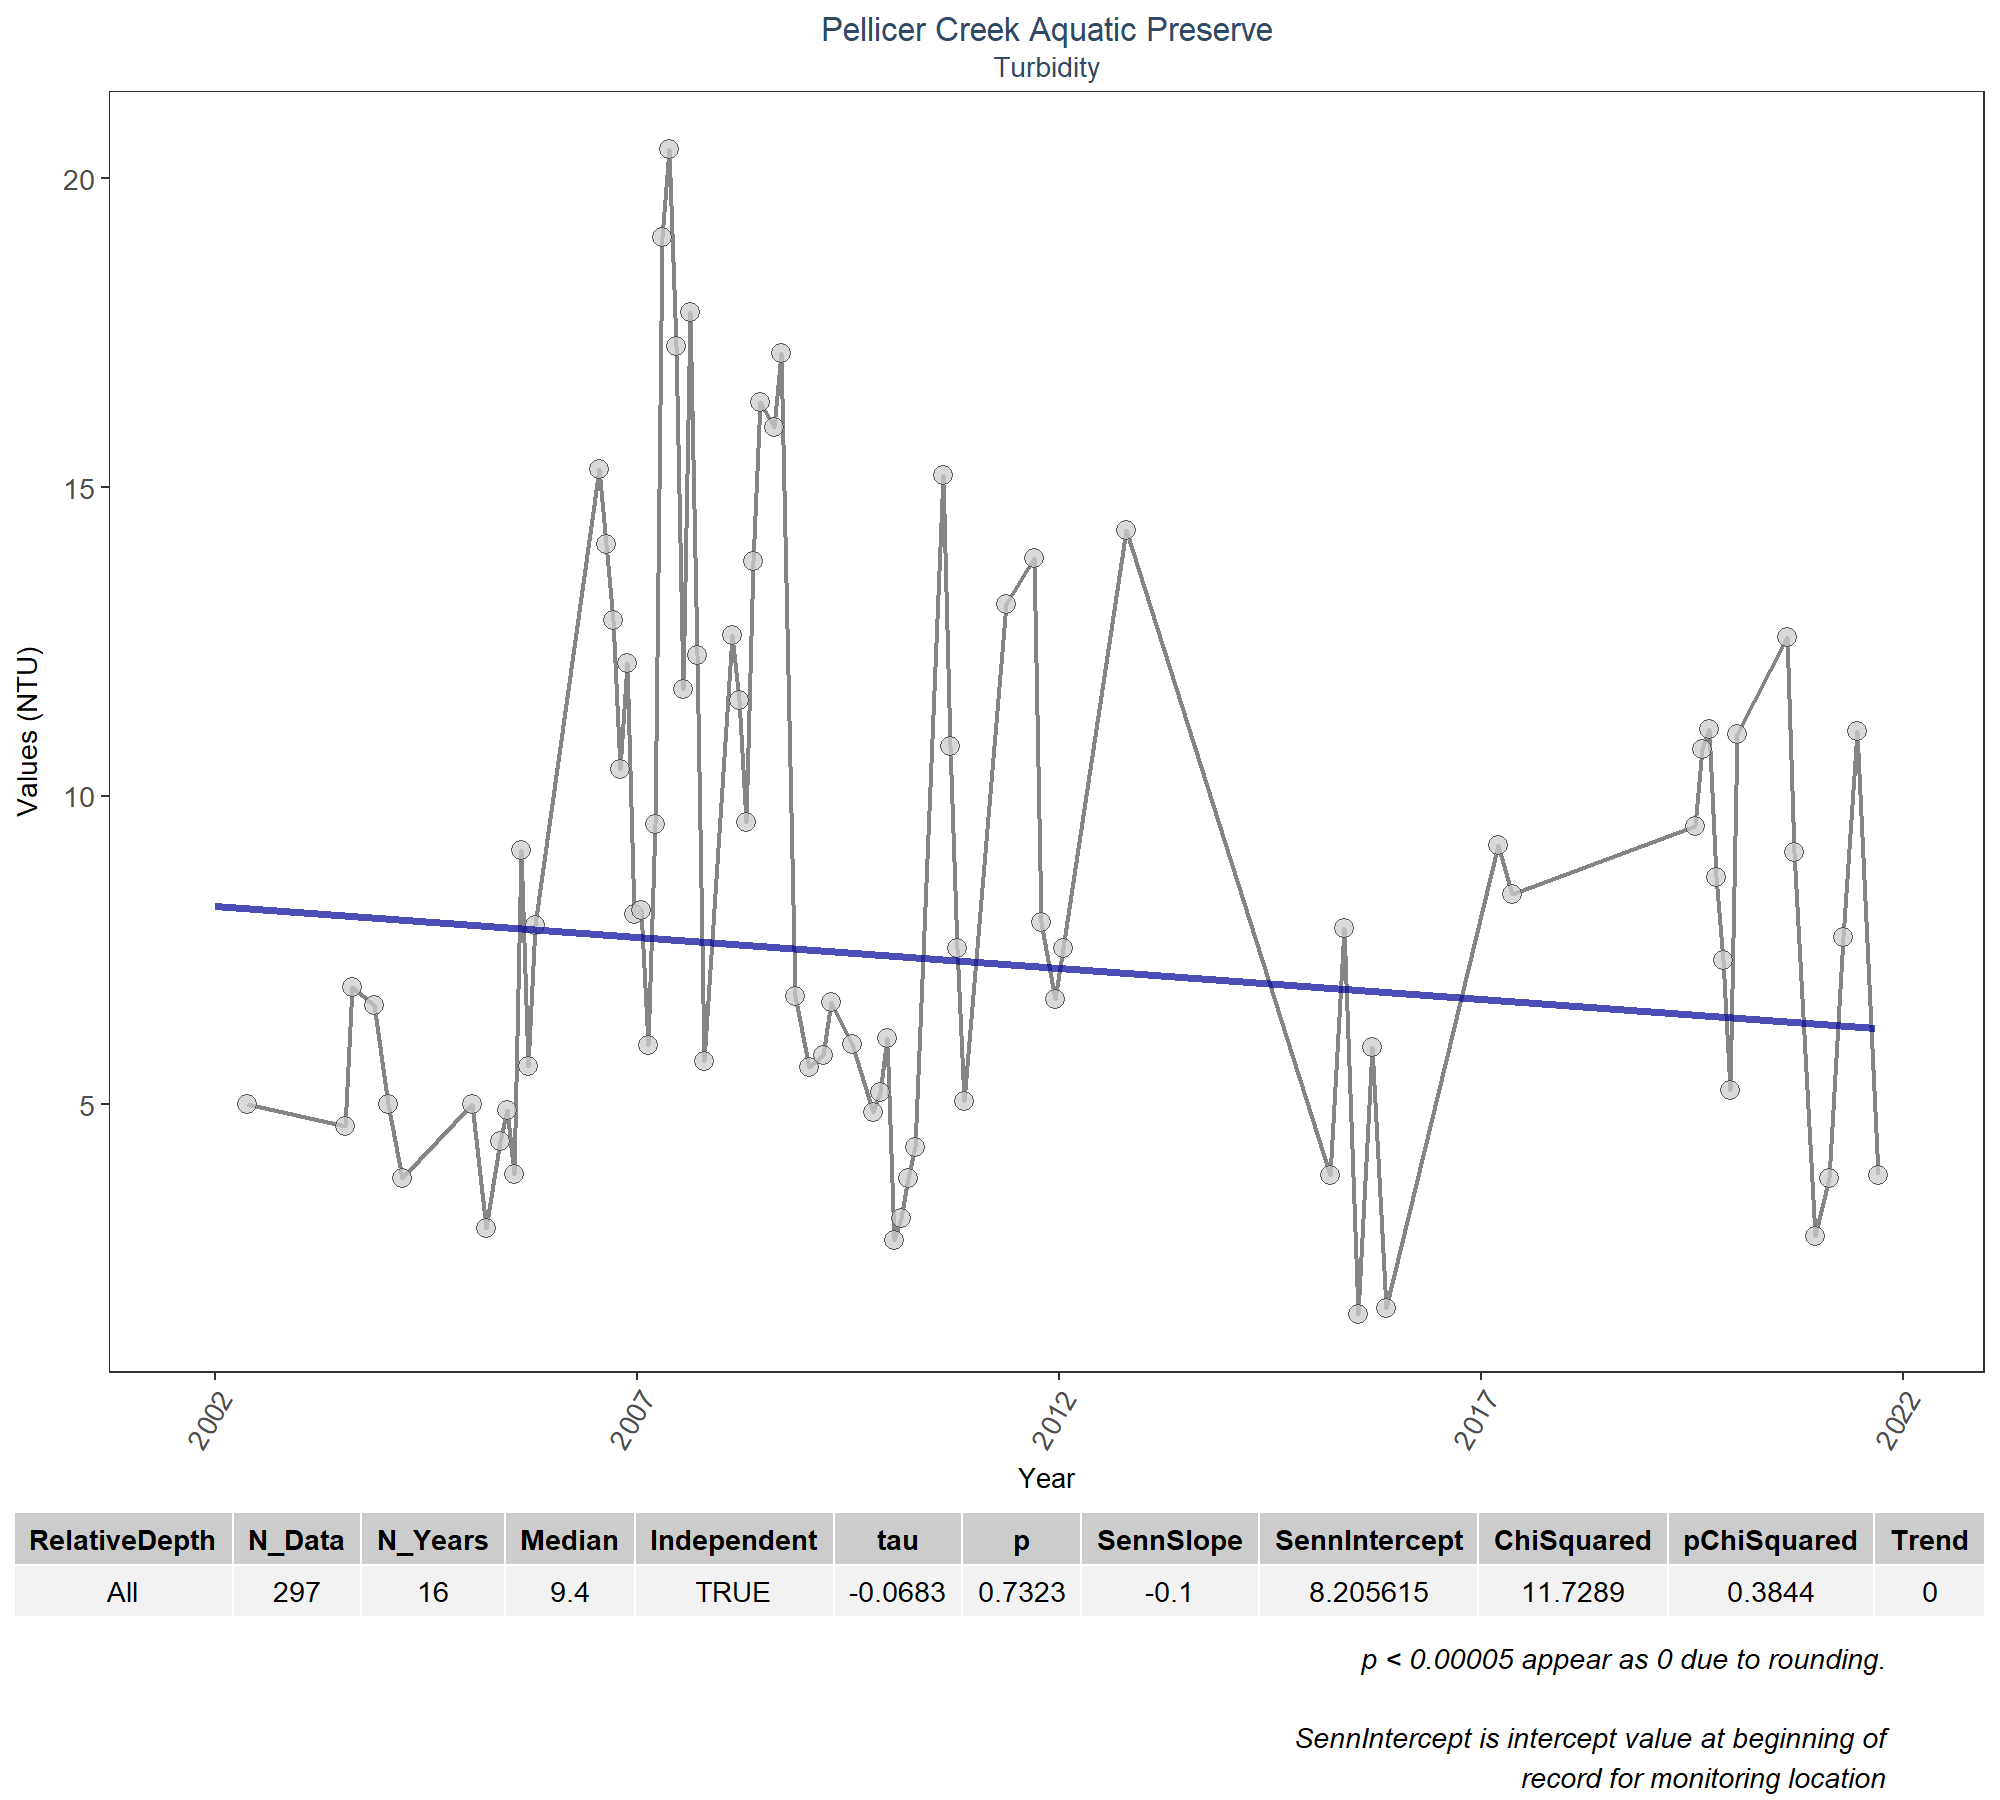 Pellicer Creek Aquatic Preserve
Turbidity
20
15
10
5
Values (NTU)
2002
2007
2012
2017
2022
Year
RelativeDepth N_Data N_Years Median Independent tau p SennSlope SennIntercept ChiSquared pChiSquared Trend
All 297 16 9.4 TRUE -0.0683 0.7323 -0.1 8.205615 11.7289 0.3844 0
p < 0.00005 appear as 0 due to rounding.
SennIntercept is intercept value at beginning of
record for monitoring location